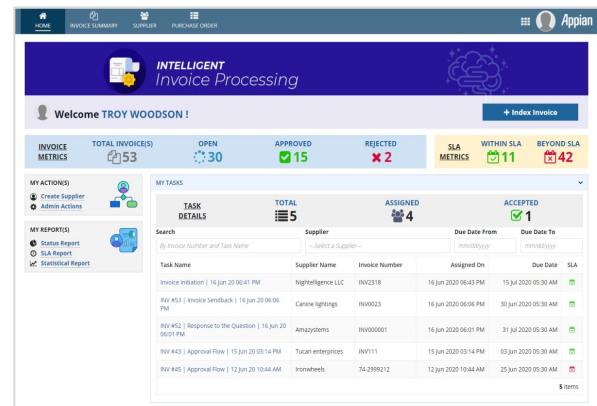 HOME
INVOICE SUMMARY
SUPPLIER
PURCHASE ORDER
Appian
INTELLIGENT
Invoice Processing
Welcome TROY WOODSON !
+ Index Invoice
INVOICE METRICS
TOTAL INVOICE(S)
53
OPEN
30
APPROVED
15
REJECTED
2
SLA METRICS
WITHIN SLA
11
BEYOND SLA
42
MY ACTION(S)
Create Supplier
Admin Actions
MY REPORT(S)
Status Report
SLA Report
Statistical Report
MY TASKS
TASK DETAILS
TOTAL
5
ASSIGNED
4
ACCEPTED
1
Search
Supplier
Due Date From
Due Date To
By Invoice Number and Task Name
---Select a Supplier---
mm/dd/yyyy
mm/dd/yyyy
Task Name Supplier Name Invoice Number Assigned On Due Date SLA
Invoice Initiation | 16 Jun 20 06:41 PM Nightelligence LLC INV2318 16 Jun 2020 06:43 PM 15 Jul 2020 05:30 AM
INV #53 | Invoice Sendback | 16 Jun 20 06:06 PM Canine lightings INV0023 16 Jun 2020 06:06 PM 30 Jun 2020 05:30 AM
INV #52 | Response to the Question | 16 Jun 20 06:01 PM Amazystems INV000001 16 Jun 2020 06:01 PM 31 Jul 2020 05:30 AM
INV #43 | Approval Flow | 15 Jun 20 03:14 PM Tucan enterprices INV111 15 Jun 2020 03:14 PM 03 Jun 2020 05:30 AM
INV #45 | Approval Flow | 12 Jun 20 10:44 AM Ironwheels 74-2999212 12 Jun 2020 10:44 AM 25 Jun 2020 05:30 AM
5 items